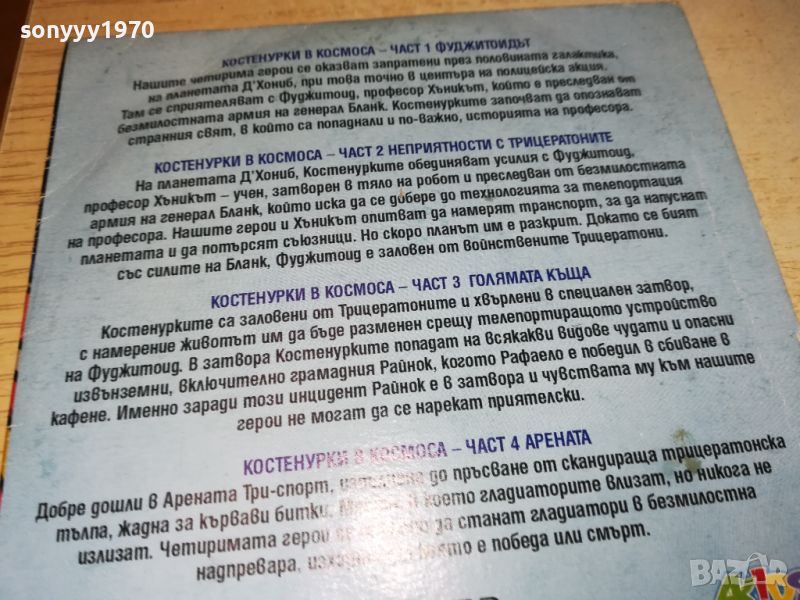 sonyyy1970
КОСТЕНУРКИ В КОСМОСА – ЧАСТ 1 ФУДЖИТОИДЪТ
Нашите четирима герои се оказват запратени през половината галактика,
на планетата Д'Хониб, при това точно в центъра на полицейска акция.
Там се сприятеляват с Фуджитоид, професор Хъникът, който е преследван от
безмилостната армия на генерал Бланк. Костенурките започват да опознават
странния свят, в който са попаднали и по-важно, историята на професора.
КОСТЕНУРКИ В КОСМОСА – ЧАСТ 2 НЕПРИЯТНОСТИ С ТРИЦЕРАТОНИТЕ
На планетата Д'Хониб, Костенурките обединяват усилия с Фуджитоид,
професор Хъникът – учен, затворен в тяло на робот и преследван от безмилостната
армия на генерал Бланк, който иска да се добере до технологията за телепортация
на професора. Нашите герои и Хъникът опитват да намерят транспорт, за да напуснат
планетата и да потърсят съюзници. Но скоро планът им е разкрит. Докато се бият
със силите на Бланк, Фуджитоид е заловен от войнствените Трицератони.
КОСТЕНУРКИ В КОСМОСА – ЧАСТ 3 ГОЛЯМАТА КЪЩА
Костенурките са заловени от Трицератоните и хвърлени в специален затвор,
с намерение животът им да бъде разменен срещу телепортиращото устройство
на Фуджитоид. В затвора Костенурките попадат на всякакви видове чудати и опасни
извънземни, включително грамадния Райнок, когото Рафаело е победил в сбиване в
кафене. Именно заради този инцидент Райнок е в затвора и чувствата му към нашите
герои не могат да се нарекат приятелски.
КОСТЕНУРКИ В КОСМОСА – ЧАСТ 4 АРЕНАТА
Добре дошли в Арената Три-спорт, изпълнена до пръсване от скандираща трицератонска
тълпа, жадна за кървави битки. в което гладиаторите влизат, но никога не
излизат. Четиримата герои да станат гладиатори в безмилостна
надпревара, която е победа или смърт.
BAZAR